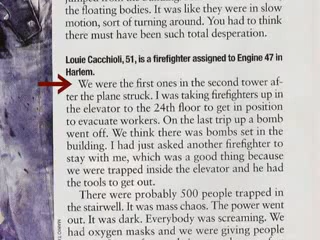 the floating bodies. It was like they were in slow
motion, sort of turning around. You had to think
there must have been such total desperation.
Louie Cacchioli, 51, is a firefighter assigned to Engine 47 in
Harlem.
We were the first ones in the second tower af-
ter the plane struck. I was taking firefighters up
in the elevator to the 24th floor to get in position
to evacuate workers. On the last trip up a bomb
went off. We think there was bombs set in the
building. I had just asked another firefighter to
stay with me, which was a good thing because
we were trapped inside the elevator and he had
the tools to get out.
There were probably 500 people trapped in
the stairwell. It was mass chaos. The power went
out. It was dark. Everybody was screaming. We
had oxygen masks and we were giving people